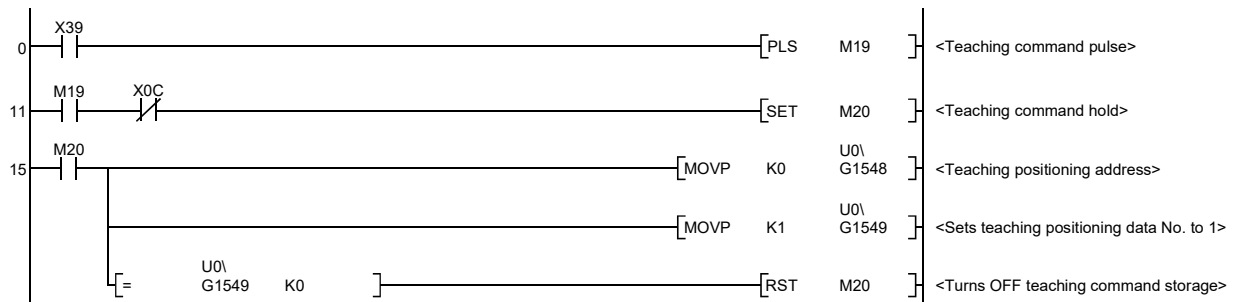 X39
0 [PLS M19 ] <Teaching command pulse>
M19 X0C
11 [SET M20 ] <Teaching command hold>
M20 U0\
15 [MOVP K0 G1548 ] <Teaching positioning address>
U0\
[MOVP K1 G1549 ] <Sets teaching positioning data No. to 1>
U0\
[= G1549 K0 ] [RST M20 ] <Turns OFF teaching command storage>